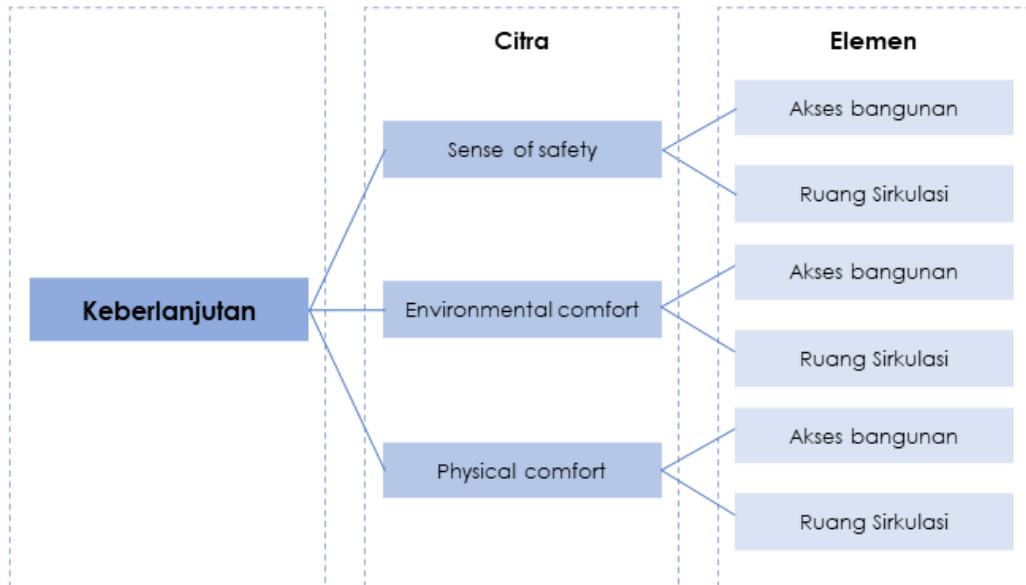 Citra
Elemen
Keberlanjutan
Sense of safety
Akses bangunan
Ruang Sirkulasi
Environmental comfort
Akses bangunan
Ruang Sirkulasi
Physical comfort
Akses bangunan
Ruang Sirkulasi